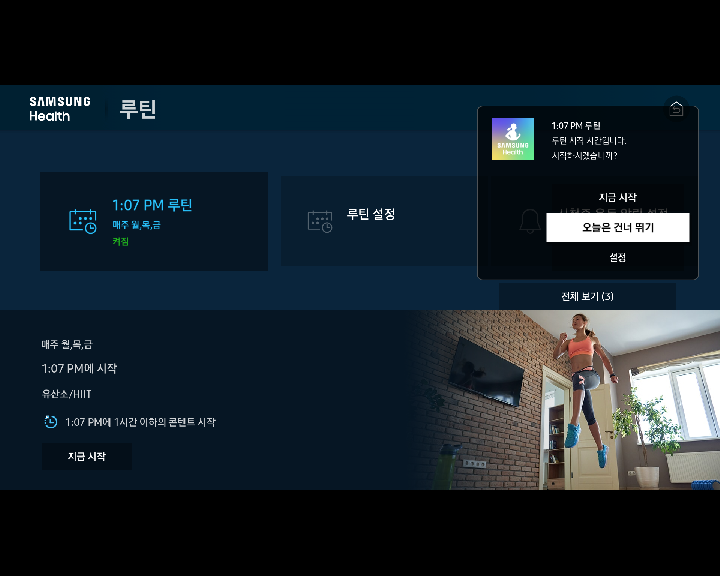 SAMSUNG
Health
루틴
1:07 PM 루틴
매주 월,목,금
켜짐
루틴 설정
SAMSUNG
Health
1:07 PM 루틴
루틴 시작 시간입니다.
시작하시겠습니까?
지금 시작
오늘은 건너 뛰기
설정
전체 보기 (3)
매주 월,목,금
1:07 PM에 시작
유산소/HIIT
1:07 PM에 1시간 이하의 콘텐트 시작
지금 시작